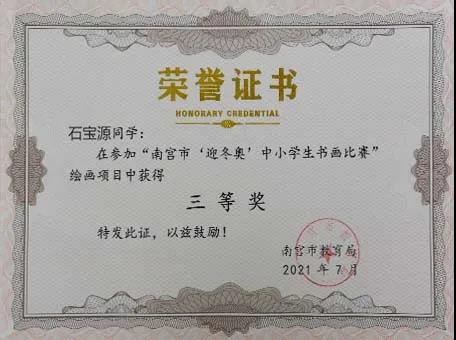 荣誉证书
HONORARY CREDENTIAL
石宝源同学：
在参加“南宫市‘迎冬奥’中小学生书画比赛”
绘画项目中获得
三等奖
特发此证，以兹鼓励！
南宫市教育局
2021年7月